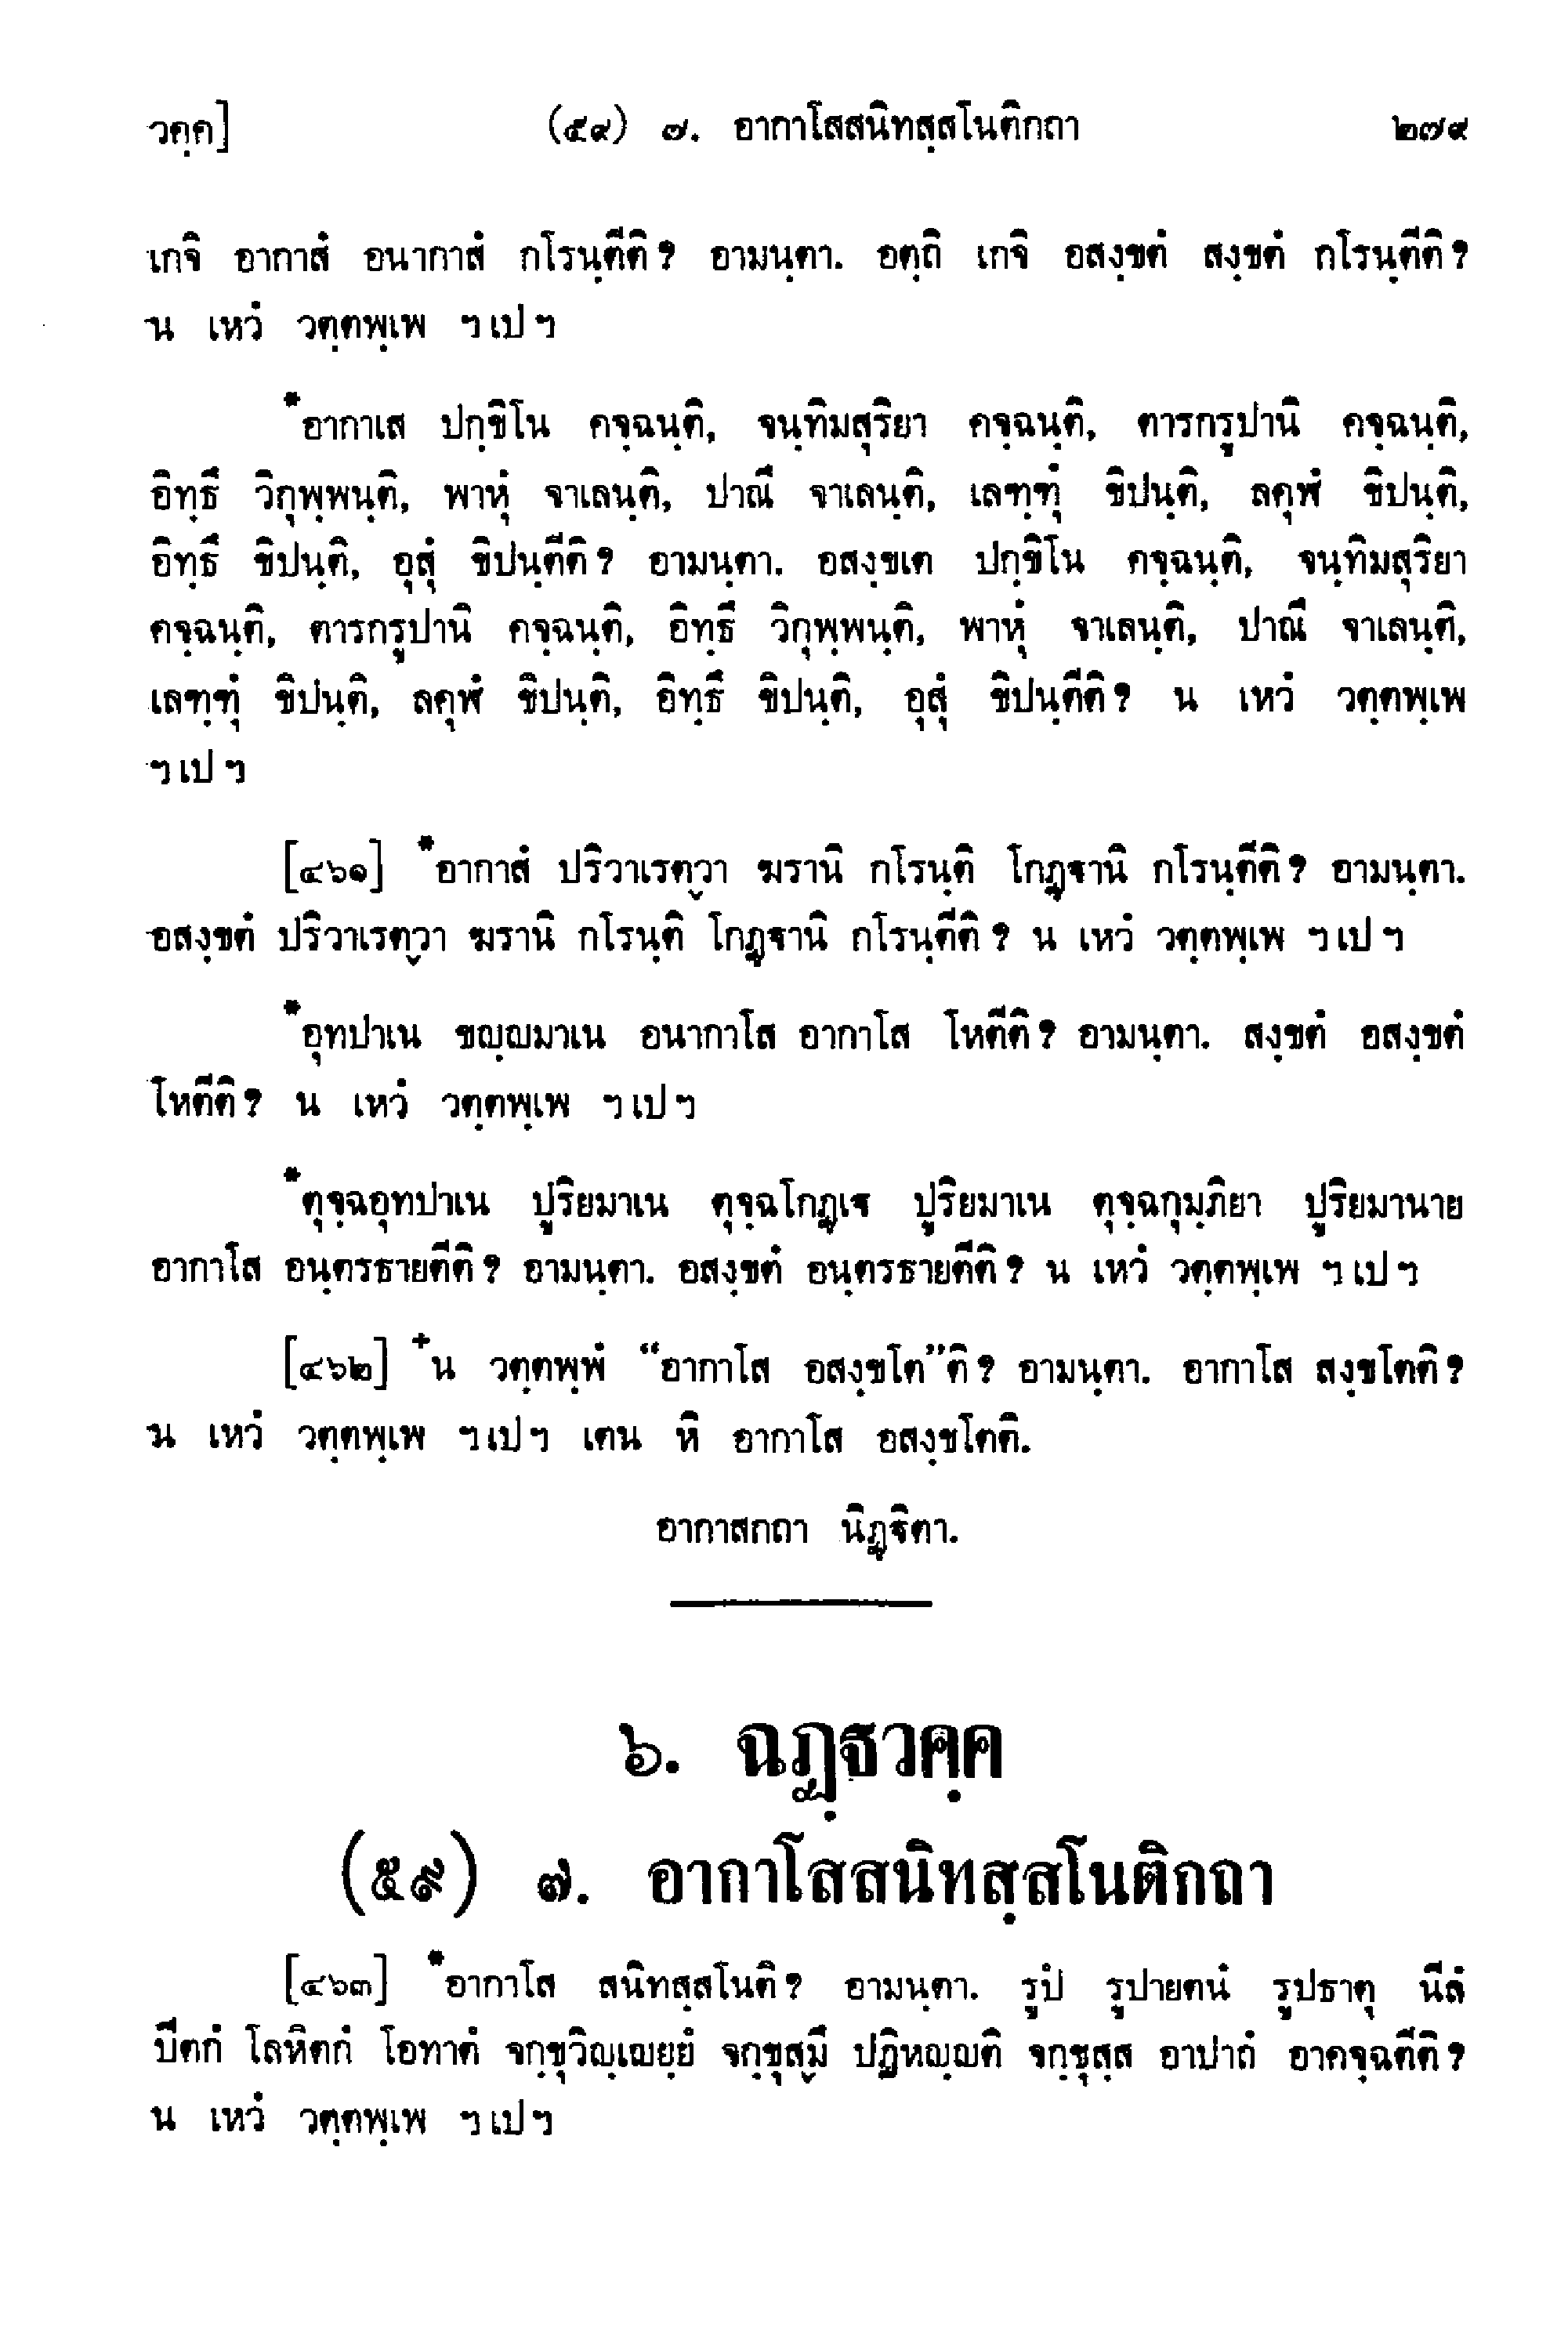 วคฺค] (๕๙) ๗. อากาโสสนิทสฺสโนติกถา ๒๗๙
เกจิ อากาสํ อนากาสํ กโรนฺตีติ? อามนฺตา. อตฺถิ เกจิ อสงฺขตํ สงฺขตํ กโรนฺตีติ?
น เหวํ วตฺตพฺเพ ฯเปฯ
*อากาเส ปกฺขิโน คจฺฉนฺติ, จนฺทิมสุริยา คจฺฉนฺติ, ตารกรูปานิ คจฺฉนฺติ,
อิทฺธึ วิกุพฺพนฺติ, พาหุํ จาเลนฺติ, ปาณึ จาเลนฺติ, เลฑฺฑุํ ขิปนฺติ, ลคุฬํ ขิปนฺติ,
อิทฺธึ ขิปนฺติ, อุสุํ ขิปนฺตีติ? อามนฺตา. อสงฺขเต ปกฺขิโน คจฺฉนฺติ, จนฺทิมสุริยา
คจฺฉนฺติ, ตารกรูปานิ คจฺฉนฺติ, อิทฺธึ วิกุพฺพนฺติ, พาหุํ จาเลนฺติ, ปาณึ จาเลนฺติ,
เลฑฺฑุํ ขิปนฺติ, ลคุฬํ ขิปนฺติ, อิทฺธึ ขิปนฺติ, อุสุํ ขิปนฺตีติ? น เหวํ วตฺตพฺเพ
ฯเปฯ
[๔๖๑] *อากาสํ ปริวาเรตฺวา ฆรานิ กโรนฺติ โกฏฺฐานิ กโรนฺตีติ? อามนฺตา.
อสงฺขตํ ปริวาเรตฺวา ฆรานิ กโรนฺติ โกฏฺฐานิ กโรนฺตีติ? น เหวํ วตฺตพฺเพ ฯเปฯ
*อุทปาเน ขญฺญมาเน อนากาโส อากาโส โหตีติ? อามนฺตา. สงฺขตํ อสงฺขตํ
โหตีติ? น เหวํ วตฺตพฺเพ ฯเปฯ
*ตุจฺฉอุทปาเน ปูริยมาเน ตุจฺฉโกฏฺเฐ ปูริยมาเน ตุจฺฉกุมฺภิยา ปูริยมานาย
อากาโส อนฺตรธายตีติ? อามนฺตา. อสงฺขตํ อนฺตรธายตีติ? น เหวํ วตฺตพฺเพ ฯเปฯ
[๔๖๒] +น วตฺตพฺพํ “อากาโส อสงฺขโต”ติ? อามนฺตา. อากาโส สงฺขโตติ?
น เหวํ วตฺตพฺเพ ฯเปฯ เตน หิ อากาโส อสงฺขโตติ.
อากาสกถา นิฏฺฐิตา.
๖. ฉฏฺฐวคฺค
(๕๙) ๗. อากาโสสนิทสฺสโนติกถา
[๔๖๓] *อากาโส สนิทสฺสโนติ? อามนฺตา. รูปํ รูปายตนํ รูปธาตุ นีลํ
ปีตกํ โลหิตกํ โอทาตํ จกฺขุวิญฺเญยฺยํ จกฺขุสฺมึ ปฏิหญฺญติ จกฺขุสฺส อาปาถํ อาคจฺฉตีติ?
น เหวํ วตฺตพฺเพ ฯเปฯ